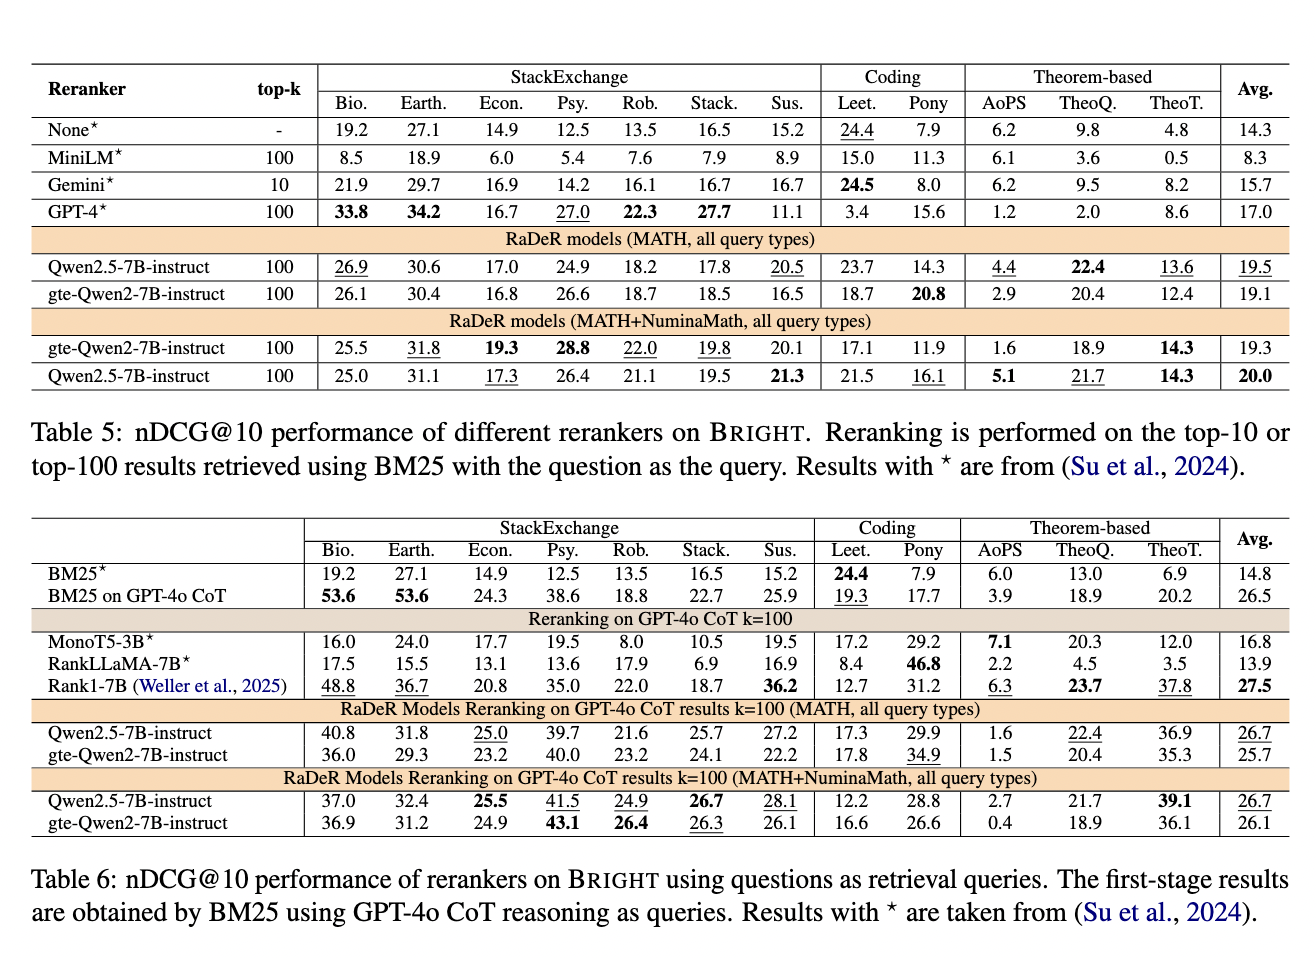 Reranker top-k StackExchange Coding Theorem-based Avg.
Bio. Earth. Econ. Psy. Rob. Stack. Sus. Leet. Pony AoPS TheoQ. TheoT.
None⋆ - 19.2 27.1 14.9 12.5 13.5 16.5 15.2 24.4 7.9 6.2 9.8 4.8 14.3
MiniLM⋆ 100 8.5 18.9 6.0 5.4 7.6 7.9 8.9 15.0 11.3 6.1 3.6 0.5 8.3
Gemini⋆ 10 21.9 29.7 16.9 14.2 16.1 16.7 16.7 24.5 8.0 6.2 9.5 8.2 15.7
GPT-4⋆ 100 33.8 34.2 16.7 27.0 22.3 27.7 11.1 3.4 15.6 1.2 2.0 8.6 17.0
RaDeR models (MATH, all query types)
Qwen2.5-7B-instruct 100 26.9 30.6 17.0 24.9 18.2 17.8 20.5 23.7 14.3 4.4 22.4 13.6 19.5
gte-Qwen2-7B-instruct 100 26.1 30.4 16.8 26.6 18.7 18.5 16.5 18.7 20.8 2.9 20.4 12.4 19.1
RaDeR models (MATH+NuminaMath, all query types)
gte-Qwen2-7B-instruct 100 25.5 31.8 19.3 28.8 22.0 19.8 20.1 17.1 11.9 1.6 18.9 14.3 19.3
Qwen2.5-7B-instruct 100 25.0 31.1 17.3 26.4 21.1 19.5 21.3 21.5 16.1 5.1 21.7 14.3 20.0
Table 5: nDCG@10 performance of different rerankers on BRIGHT. Reranking is performed on the top-10 or
top-100 results retrieved using BM25 with the question as the query. Results with ⋆ are from (Su et al., 2024).
StackExchange Coding Theorem-based Avg.
Bio. Earth. Econ. Psy. Rob. Stack. Sus. Leet. Pony AoPS TheoQ. TheoT.
BM25⋆ 19.2 27.1 14.9 12.5 13.5 16.5 15.2 24.4 7.9 6.0 13.0 6.9 14.8
BM25 on GPT-4o CoT 53.6 53.6 24.3 38.6 18.8 22.7 25.9 19.3 17.7 3.9 18.9 20.2 26.5
Reranking on GPT-4o CoT k=100
MonoT5-3B⋆ 16.0 24.0 17.7 19.5 8.0 10.5 19.5 17.2 29.2 7.1 20.3 12.0 16.8
RankLLaMA-7B⋆ 17.5 15.5 13.1 13.6 17.9 6.9 16.9 8.4 46.8 2.2 4.5 3.5 13.9
Rank1-7B (Weller et al., 2025) 48.8 36.7 20.8 35.0 22.0 18.7 36.2 12.7 31.2 6.3 23.7 37.8 27.5
RaDeR Models Reranking on GPT-4o CoT results k=100 (MATH, all query types)
Qwen2.5-7B-instruct 40.8 31.8 25.0 39.7 21.6 25.7 27.2 17.3 29.9 1.6 22.4 36.9 26.7
gte-Qwen2-7B-instruct 36.0 29.3 23.2 40.0 23.2 24.1 22.2 17.8 34.9 1.5 20.4 35.3 25.7
RaDeR Models Reranking on GPT-4o CoT results k=100 (MATH+NuminaMath, all query types)
Qwen2.5-7B-instruct 37.0 32.4 25.5 41.5 24.9 26.7 28.1 12.2 28.8 2.7 21.7 39.1 26.7
gte-Qwen2-7B-instruct 36.9 31.2 24.9 43.1 26.4 26.3 26.1 16.6 26.6 0.4 18.9 36.1 26.1
Table 6: nDCG@10 performance of rerankers on BRIGHT using questions as retrieval queries. The first-stage results
are obtained by BM25 using GPT-4o CoT reasoning as queries. Results with ⋆ are taken from (Su et al., 2024).